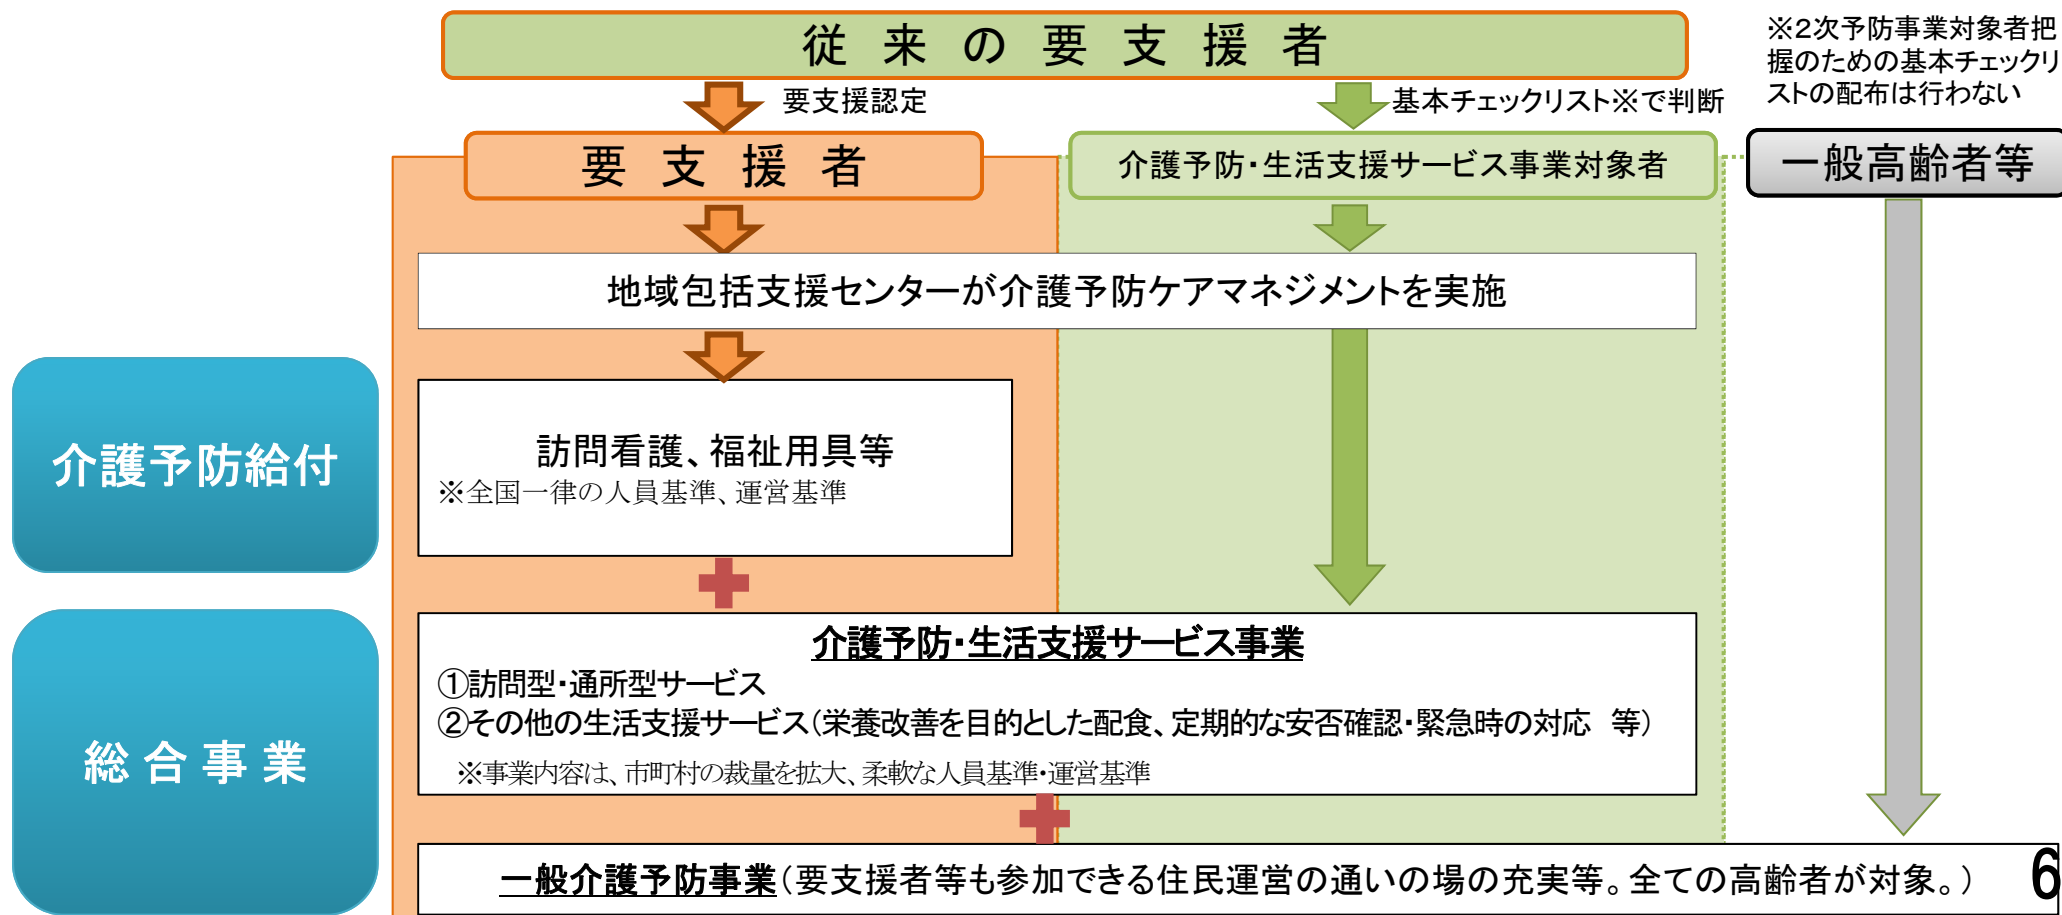 従来の要支援者
※2次予防事業対象者把
握のための基本チェックリ
ストの配布は行わない
要支援認定
基本チェックリスト※で判断
要支援者
介護予防・生活支援サービス事業対象者
一般高齢者等
地域包括支援センターが介護予防ケアマネジメントを実施
介護予防給付
訪問看護、福祉用具等
※全国一律の人員基準、運営基準
総合事業
介護予防・生活支援サービス事業
①訪問型・通所型サービス
②その他の生活支援サービス(栄養改善を目的とした配食、定期的な安否確認・緊急時の対応　等)
※事業内容は、市町村の裁量を拡大、柔軟な人員基準・運営基準
一般介護予防事業(要支援者等も参加できる住民運営の通いの場の充実等。全ての高齢者が対象。)
6